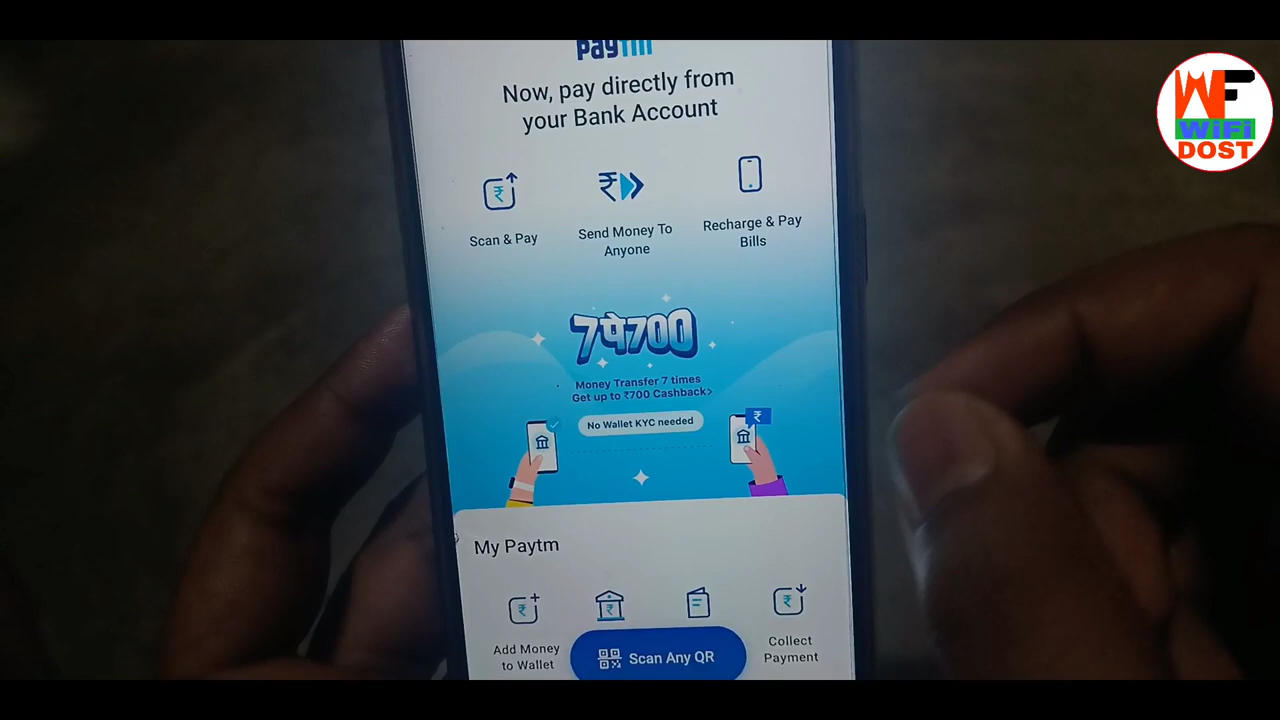 paytm
Now, pay directly from
your Bank Account
Scan & Pay
Send Money To
Anyone
Recharge & Pay
Bills
7पे700
Money Transfer 7 times
Get up to ₹700 Cashback>
No Wallet KYC needed
My Paytm
Add Money
to Wallet
Collect
Payment
Scan Any QR
WF
WiFi
DOST